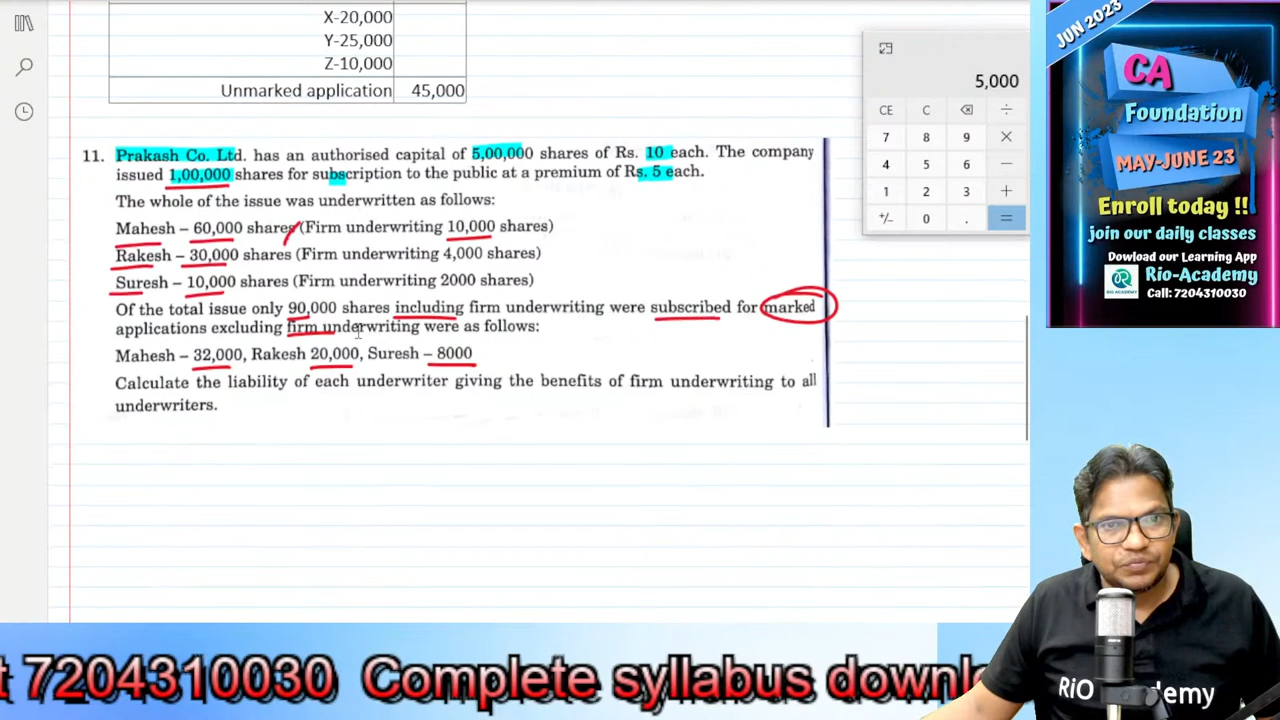 X-20,000
Y-25,000
Z-10,000
Unmarked application 45,000
11. Prakash Co. Ltd. has an authorised capital of 5,00,000 shares of Rs. 10 each. The company
issued 1,00,000 shares for subscription to the public at a premium of Rs. 5 each.
The whole of the issue was underwritten as follows:
Mahesh – 60,000 shares (Firm underwriting 10,000 shares)
Rakesh – 30,000 shares (Firm underwriting 4,000 shares)
Suresh – 10,000 shares (Firm underwriting 2000 shares)
Of the total issue only 90,000 shares including firm underwriting were subscribed for marked
applications excluding firm underwriting were as follows:
Mahesh – 32,000, Rakesh 20,000, Suresh – 8000
Calculate the liability of each underwriter giving the benefits of firm underwriting to all
underwriters.
5,000
CE C ÷
7 8 9 ×
4 5 6 −
1 2 3 +
+/− 0 . =
JUN 2023
CA
Foundation
MAY-JUNE 23
Enroll today !!
join our daily classes
Dowload our Learning App
Rio-Academy
Call: 7204310030
RIO ACADEMY
t 7204310030 Complete syllabus downl
RiO demy